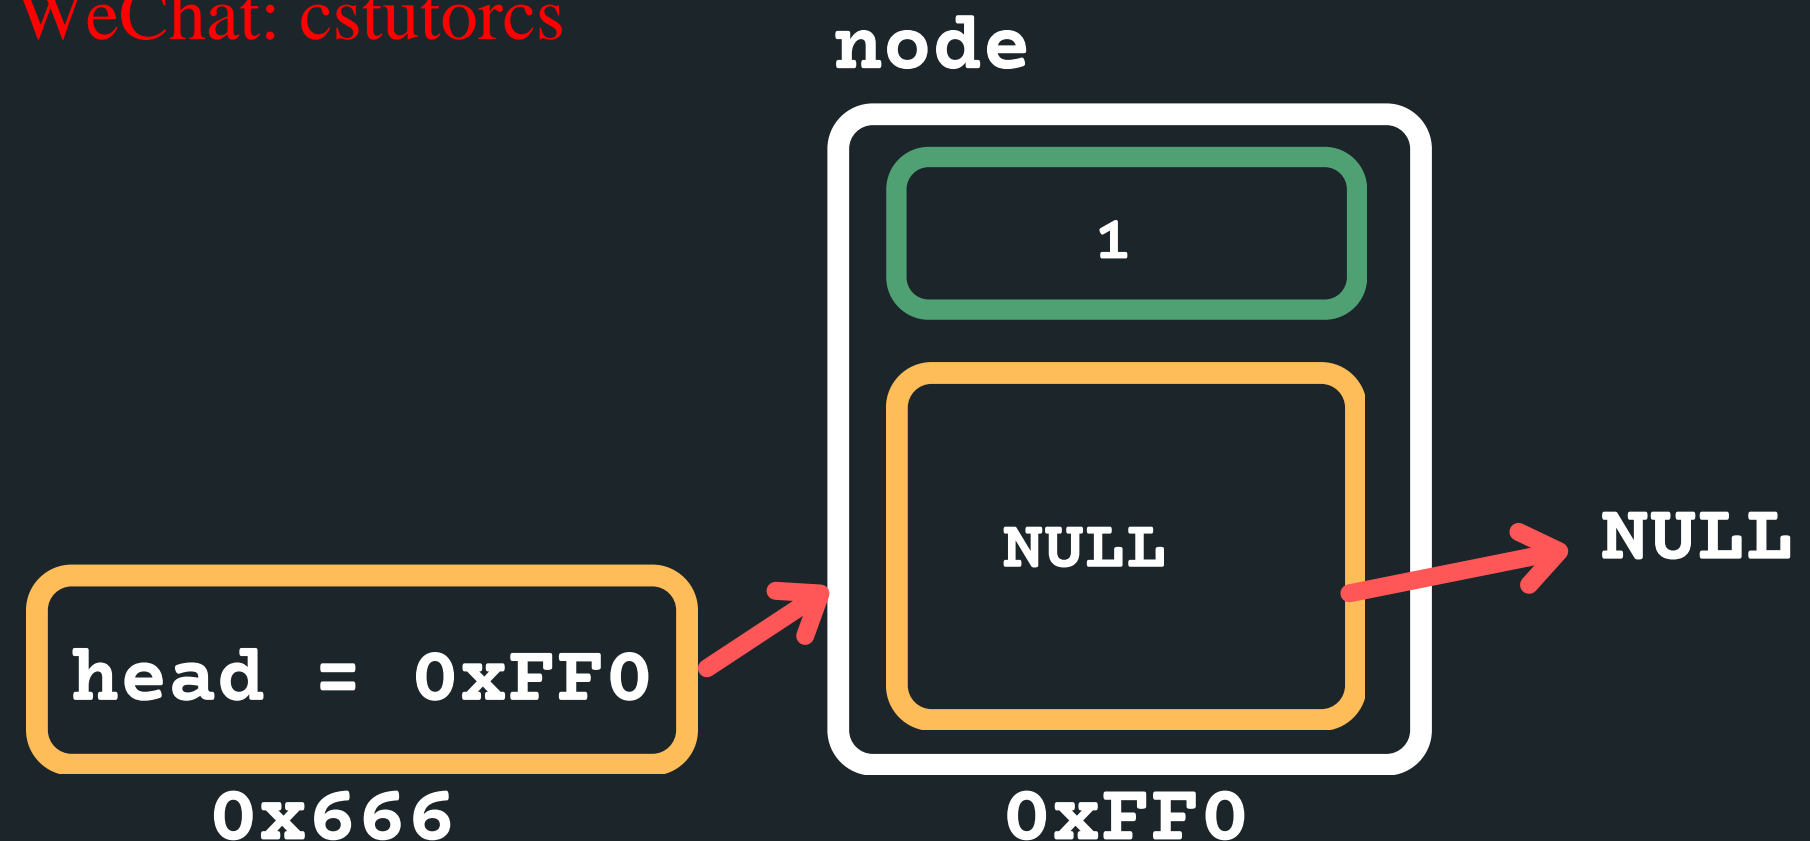 WeChat: cstutorcs
node
1
NULL
NULL
head = 0xFF0
0x666
0xFF0